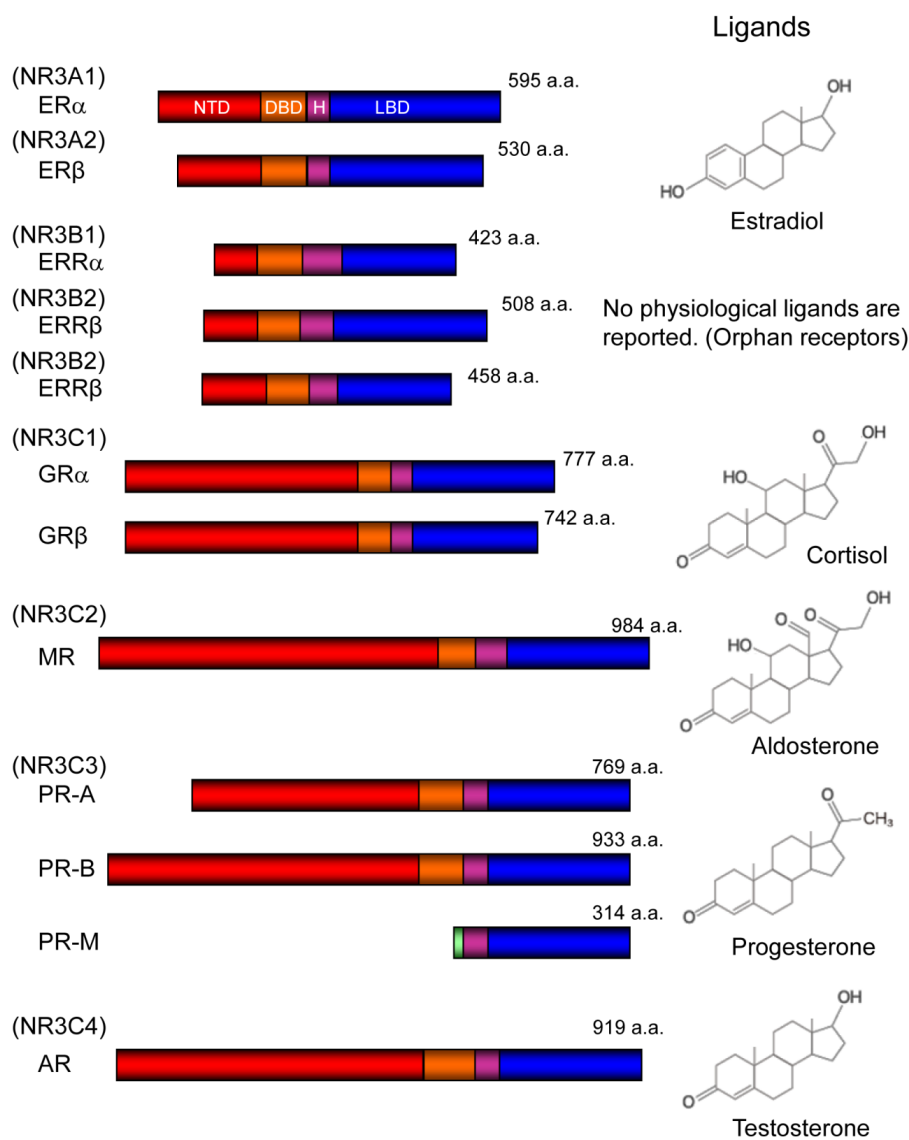 Ligands
(NR3A1)
ERα
NTD
DBD
H
LBD
595 a.a.
OH
HO
Estradiol
(NR3A2)
ERβ
530 a.a.
(NR3B1)
ERRα
423 a.a.
(NR3B2)
ERRβ
508 a.a.
No physiological ligands are
reported. (Orphan receptors)
(NR3B2)
ERRβ
458 a.a.
(NR3C1)
GRα
777 a.a.
GRβ
742 a.a.
O
OH
HO
O
Cortisol
(NR3C2)
MR
984 a.a.
O
O
OH
HO
O
Aldosterone
(NR3C3)
PR-A
769 a.a.
PR-B
933 a.a.
PR-M
314 a.a.
O
CH₃
O
Progesterone
(NR3C4)
AR
919 a.a.
OH
O
Testosterone